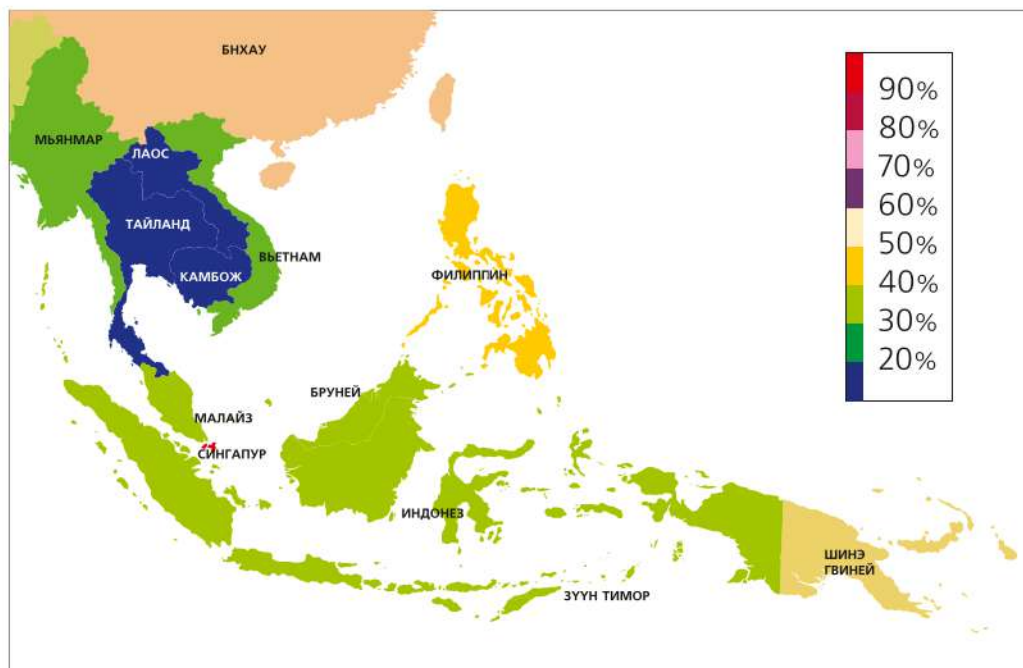 БНХАУ
МЬЯНМАР
ЛАОС
ТАЙЛАНД
КАМБОЖ
ВЬЕТНАМ
ФИЛИППИН
БРУНЕЙ
МАЛАЙЗ
СИНГАПУР
ИНДОНЕЗ
ЗҮҮН ТИМОР
ШИНЭ
ГВИНЕЙ
90%
80%
70%
60%
50%
40%
30%
20%